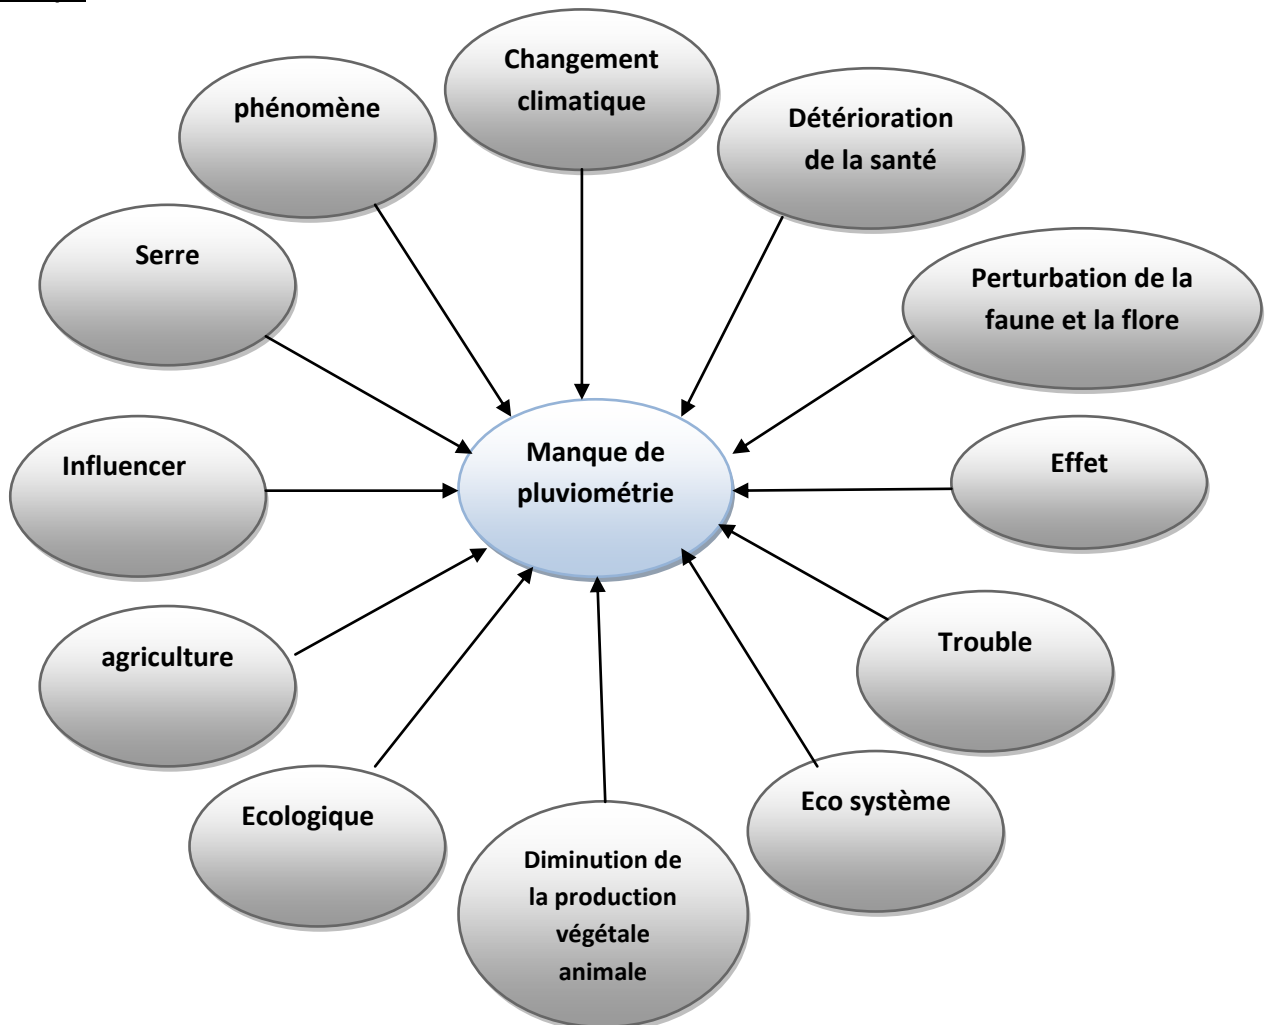 Changement
climatique
phénomène
Détérioration
de la santé
Serre
Perturbation de la
faune et la flore
Influencer
Manque de
pluviométrie
Effet
agriculture
Trouble
Ecologique
Eco système
Diminution de
la production
végétale
animale